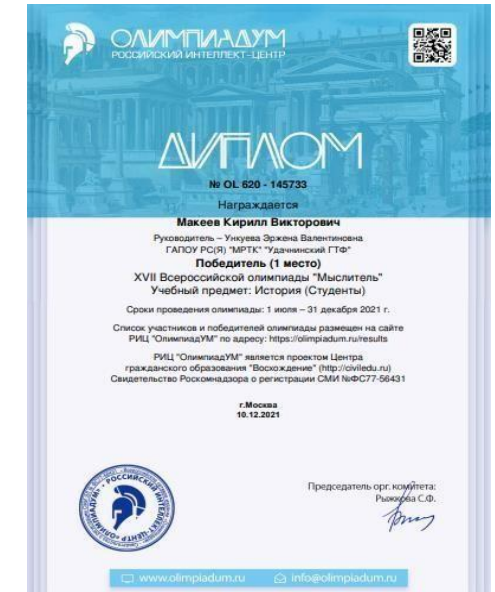 ОЛИМПИАДУМ
РОССИЙСКИЙ ИНТЕЛЛЕКТ-ЦЕНТР
ДИПЛОМ
№ OL 620 - 145733
Награждается
Макеев Кирилл Викторович
Руководитель – Ункуева Эржена Валентиновна
ГАПОУ РС(Я) "МРТК" "Удачнинский ГТФ"
Победитель (1 место)
XVII Всероссийской олимпиады "Мыслитель"
Учебный предмет: История (Студенты)
Сроки проведения олимпиады: 1 июля – 31 декабря 2021 г.
Список участников и победителей олимпиады размещен на сайте
РИЦ "ОлимпиадУМ" по адресу: https://olimpiadum.ru/results
РИЦ "ОлимпиадУМ" является проектом Центра
гражданского образования "Восхождение" (http://civiledu.ru)
Свидетельство Роскомнадзора о регистрации СМИ №ФС77-56431
г.Москва
10.12.2021
Председатель орг. комитета:
Рыжкова С.Ф.
РОССИЙСКИЙ ИНТЕЛЛЕКТ-ЦЕНТР «ОЛИМПИАДУМ»
www.olimpiadum.ru info@olimpiadum.ru